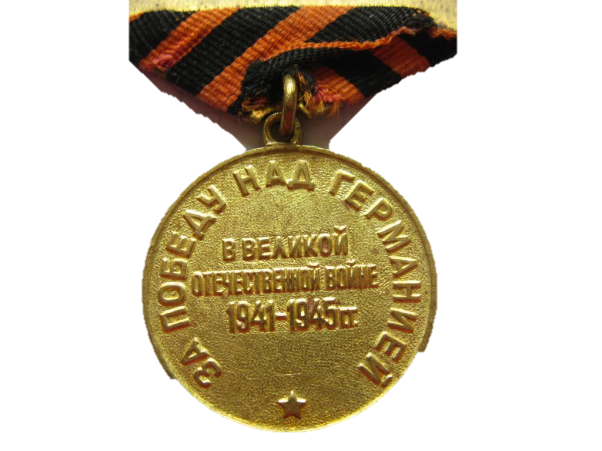 ЗА ПОБЕДУ НАД ГЕРМАНИЕЙ
В ВЕЛИКОЙ
ОТЕЧЕСТВЕННОЙ ВОЙНЕ
1941-1945 гг.